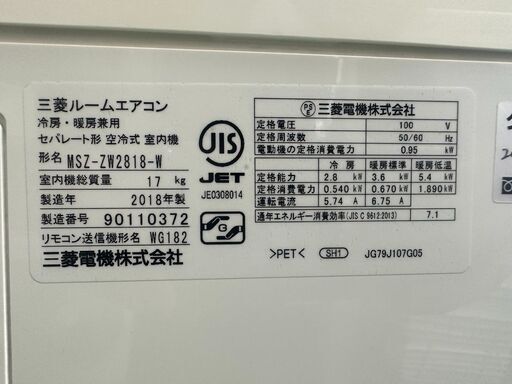 三菱ルームエアコン
冷房・暖房兼用
セパレート形 空冷式 室内機
形名 MSZ-ZW2818-W
室内機総質量 17 kg
製造年 2018年製
製造番号 90110372
リモコン送信機形名 WG182
三菱電機株式会社
JIS
JET
JE0308014
G
PS E 三菱電機株式会社
定格電圧 100 V
定格周波数 50/60 Hz
電動機の定格消費電力 0.95 kW
冷房 暖房標準 暖房低温
定格能力 2.8 kW 3.6 kW 5.4 kW
定格消費電力 0.540 kW 0.670 kW 1.890 kW
運転電流 5.74 A 6.75 A
通年エネルギー消費効率(JIS C 9612:2013) 7.1
>PET< SH1 JG79J107G05